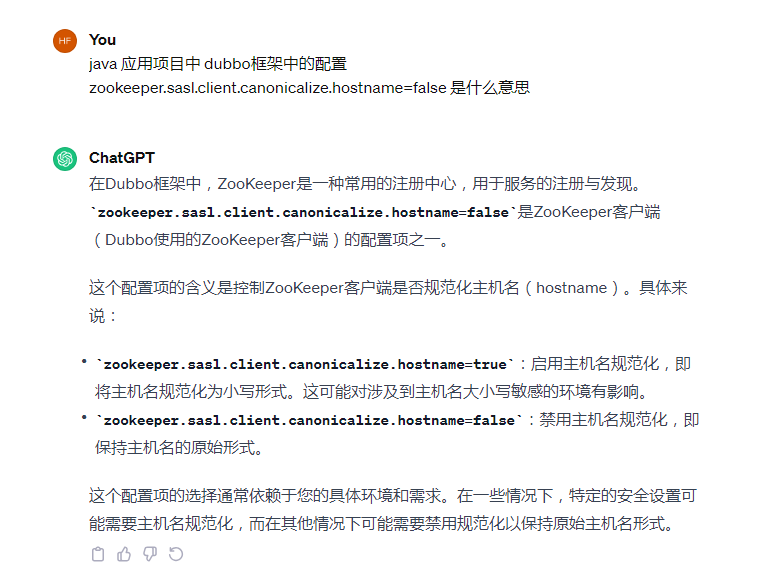 HF
You
java 应用项目中 dubbo框架中的配置
zookeeper.sasl.client.canonicalize.hostname=false 是什么意思
ChatGPT
在Dubbo框架中，ZooKeeper是一种常用的注册中心，用于服务的注册与发现。
`zookeeper.sasl.client.canonicalize.hostname=false`是ZooKeeper客户端
（Dubbo使用的ZooKeeper客户端）的配置项之一。
这个配置项的含义是控制ZooKeeper客户端是否规范化主机名（hostname）。具体来
说：
• `zookeeper.sasl.client.canonicalize.hostname=true`：启用主机名规范化，即
将主机名规范化为小写形式。这可能对涉及到主机名大小写敏感的环境有影响。
• `zookeeper.sasl.client.canonicalize.hostname=false`：禁用主机名规范化，即
保持主机名的原始形式。
这个配置项的选择通常依赖于您的具体环境和需求。在一些情况下，特定的安全设置可
能需要主机名规范化，而在其他情况下可能需要禁用规范化以保持原始主机名形式。